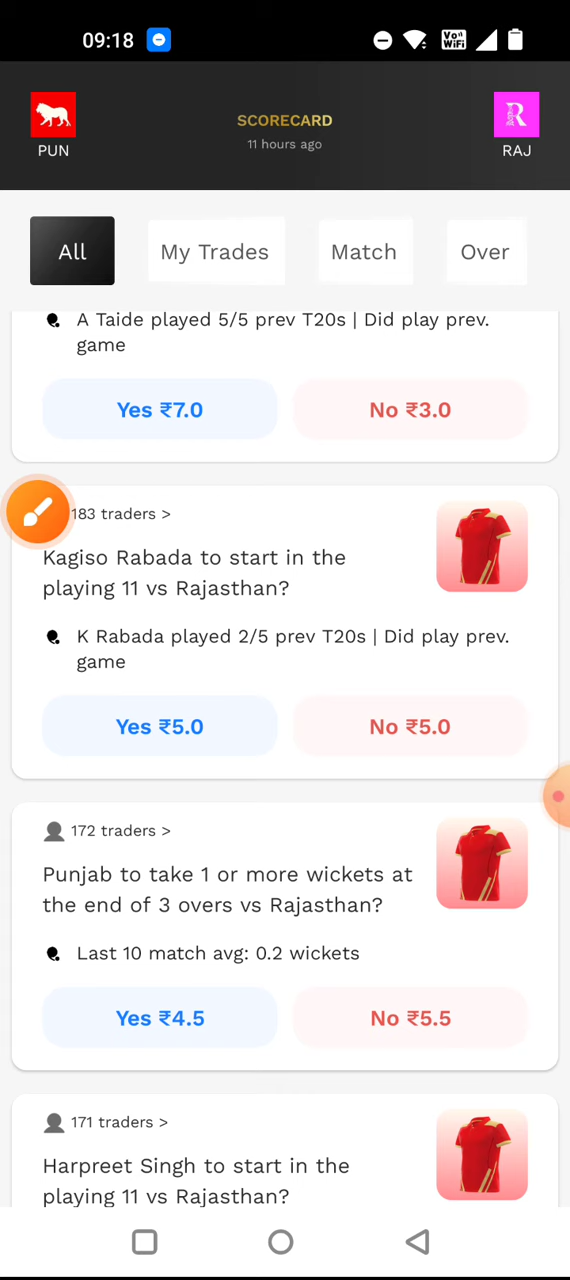 09:18
Vo))
WiFi
R
SCORECARD
11 hours ago
PUN
RAJ
All
My Trades
Match
Over
A Taide played 5/5 prev T20s | Did play prev.
game
Yes ₹7.0
No ₹3.0
183 traders >
Kagiso Rabada to start in the
playing 11 vs Rajasthan?
K Rabada played 2/5 prev T20s | Did play prev.
game
Yes ₹5.0
No ₹5.0
172 traders >
Punjab to take 1 or more wickets at
the end of 3 overs vs Rajasthan?
Last 10 match avg: 0.2 wickets
Yes ₹4.5
No ₹5.5
171 traders >
Harpreet Singh to start in the
playing 11 vs Rajasthan?